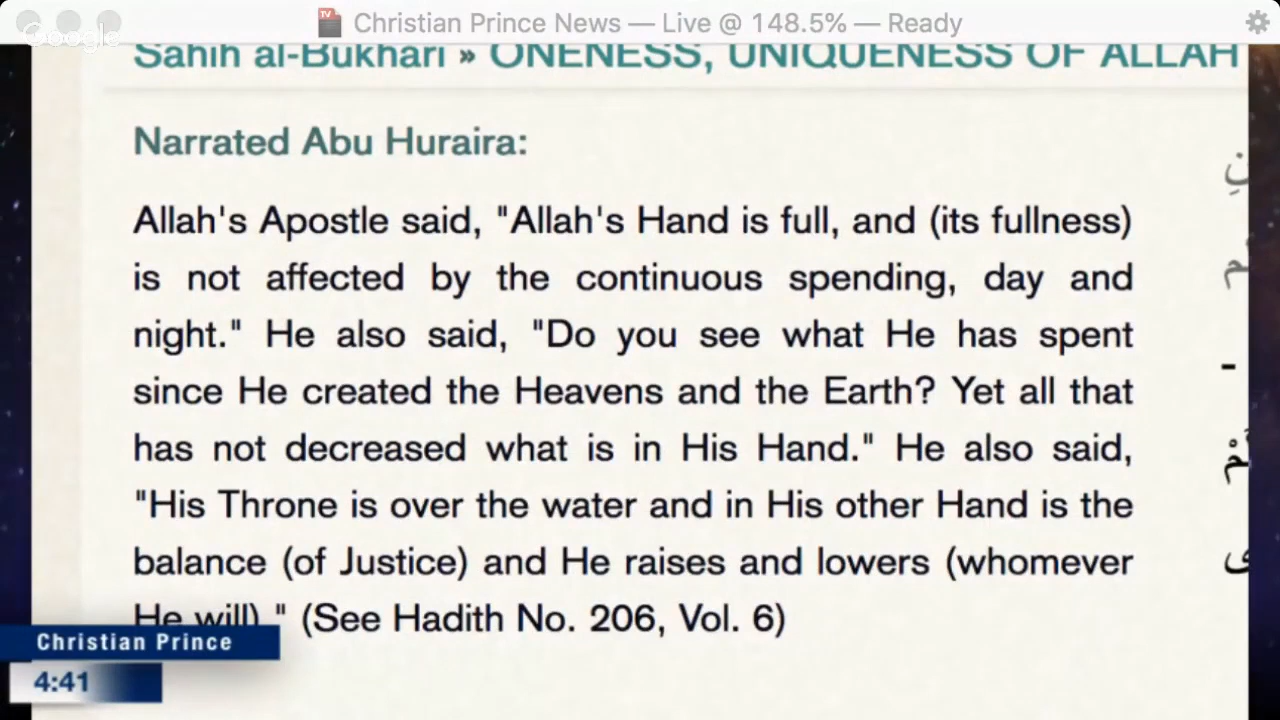 Christian Prince News — Live @ 148.5% — Ready
Google
Sahih al-Bukhari » ONENESS, UNIQUENESS OF ALLAH
Narrated Abu Huraira:
Allah's Apostle said, "Allah's Hand is full, and (its fullness)
is not affected by the continuous spending, day and
night." He also said, "Do you see what He has spent
since He created the Heavens and the Earth? Yet all that
has not decreased what is in His Hand." He also said,
"His Throne is over the water and in His other Hand is the
balance (of Justice) and He raises and lowers (whomever
He will)." (See Hadith No. 206, Vol. 6)
Christian Prince
4:41